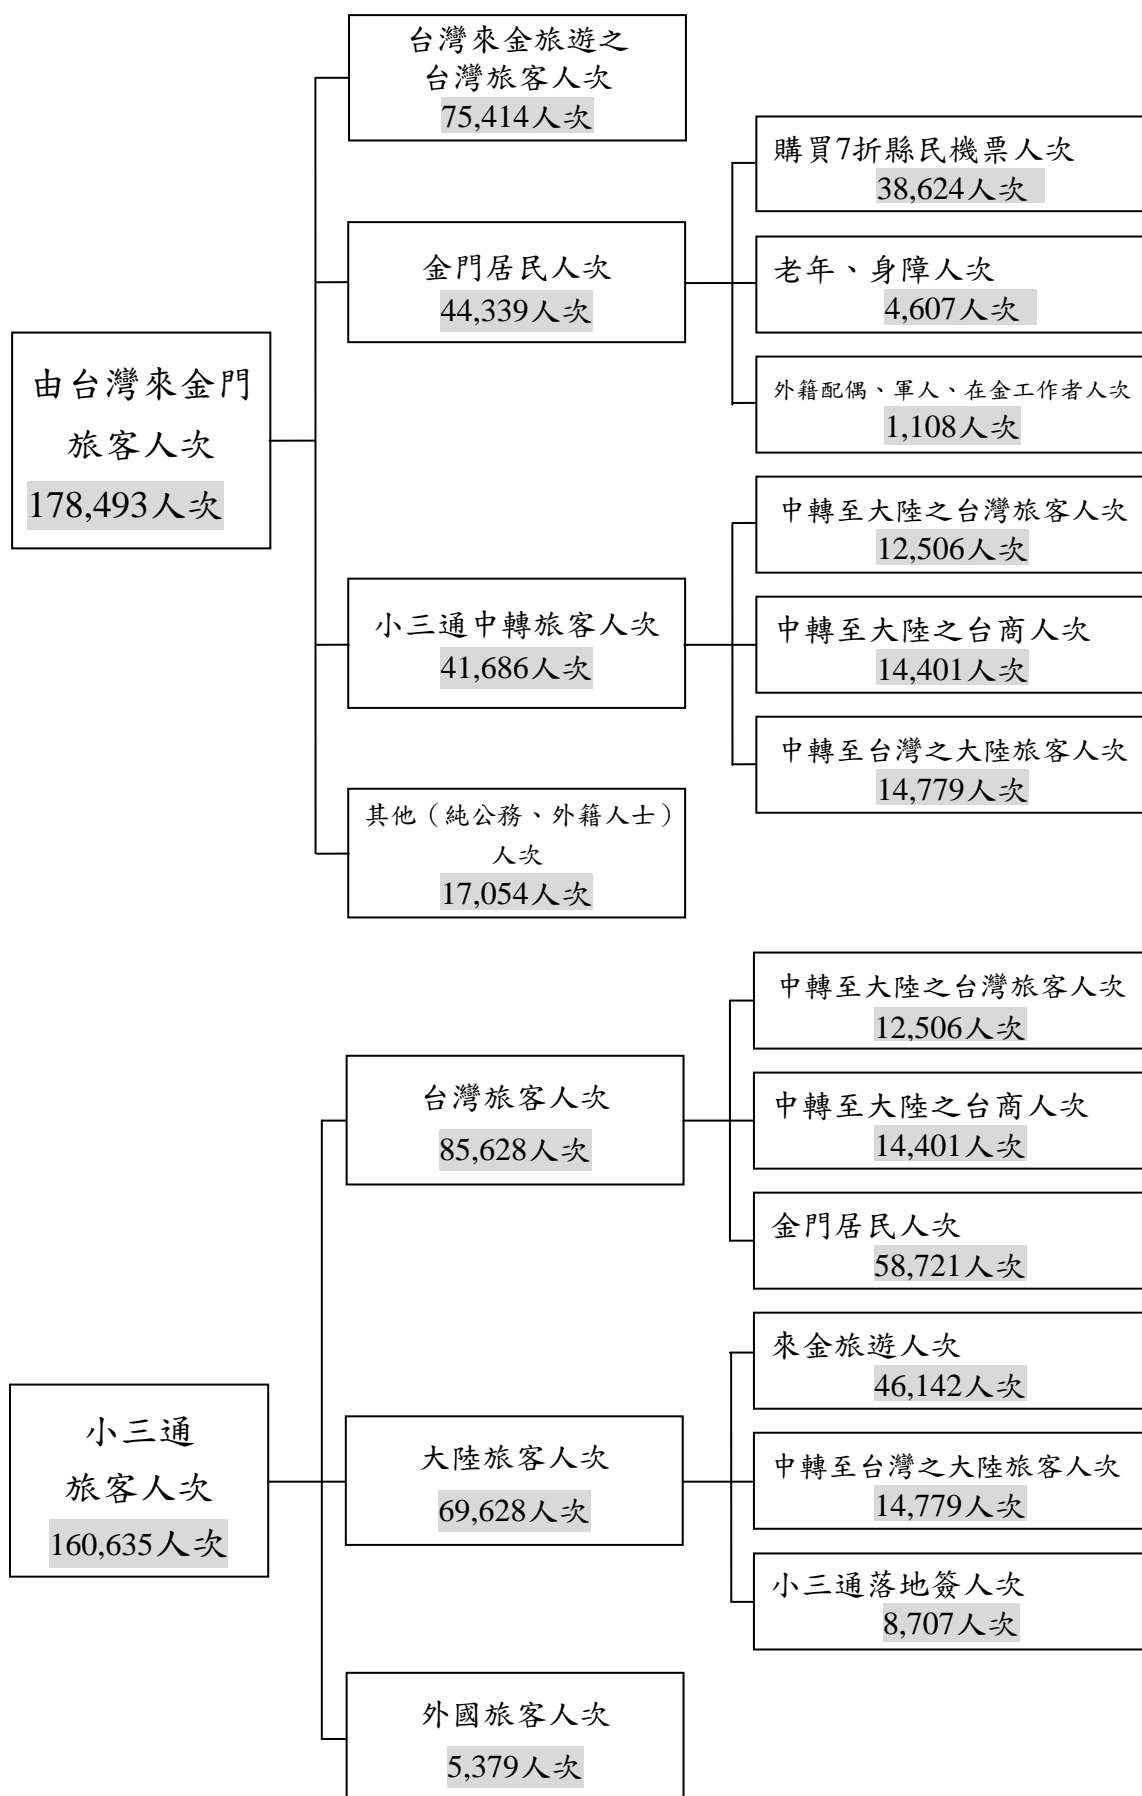 台灣來金旅遊之
台灣旅客人次
75,414人次
購買7折縣民機票人次
38,624人次
金門居民人次
44,339人次
老年、身障人次
4,607人次
外籍配偶、軍人、在金工作者人次
1,108人次
由台灣來金門
旅客人次
178,493人次
中轉至大陸之台灣旅客人次
12,506人次
小三通中轉旅客人次
41,686人次
中轉至大陸之台商人次
14,401人次
中轉至台灣之大陸旅客人次
14,779人次
其他（純公務、外籍人士）
人次
17,054人次
中轉至大陸之台灣旅客人次
12,506人次
台灣旅客人次
85,628人次
中轉至大陸之台商人次
14,401人次
金門居民人次
58,721人次
來金旅遊人次
46,142人次
小三通
旅客人次
160,635人次
大陸旅客人次
69,628人次
中轉至台灣之大陸旅客人次
14,779人次
小三通落地簽人次
8,707人次
外國旅客人次
5,379人次